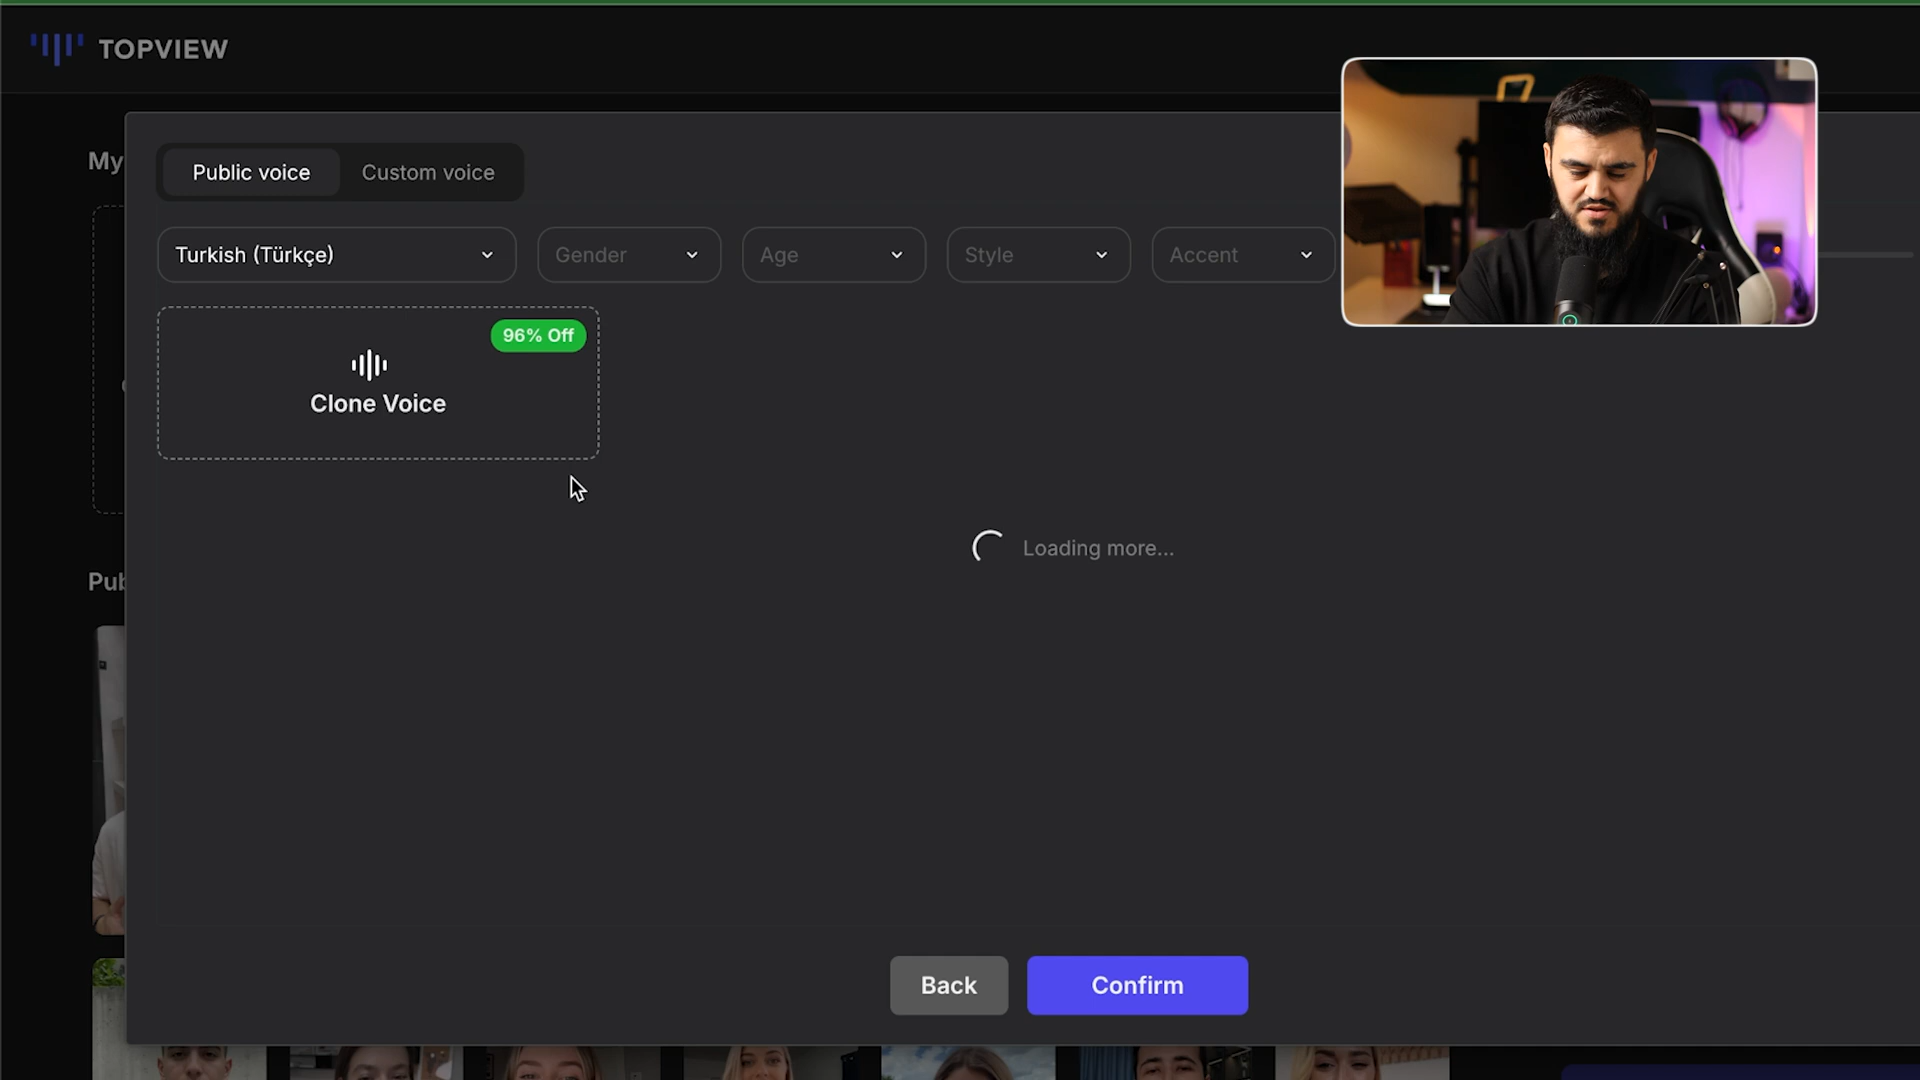 TOPVIEW
My
Public voice
Custom voice
Turkish (Türkçe)
Gender
Age
Style
Accent
96% Off
Clone Voice
Loading more...
Pub
Back
Confirm